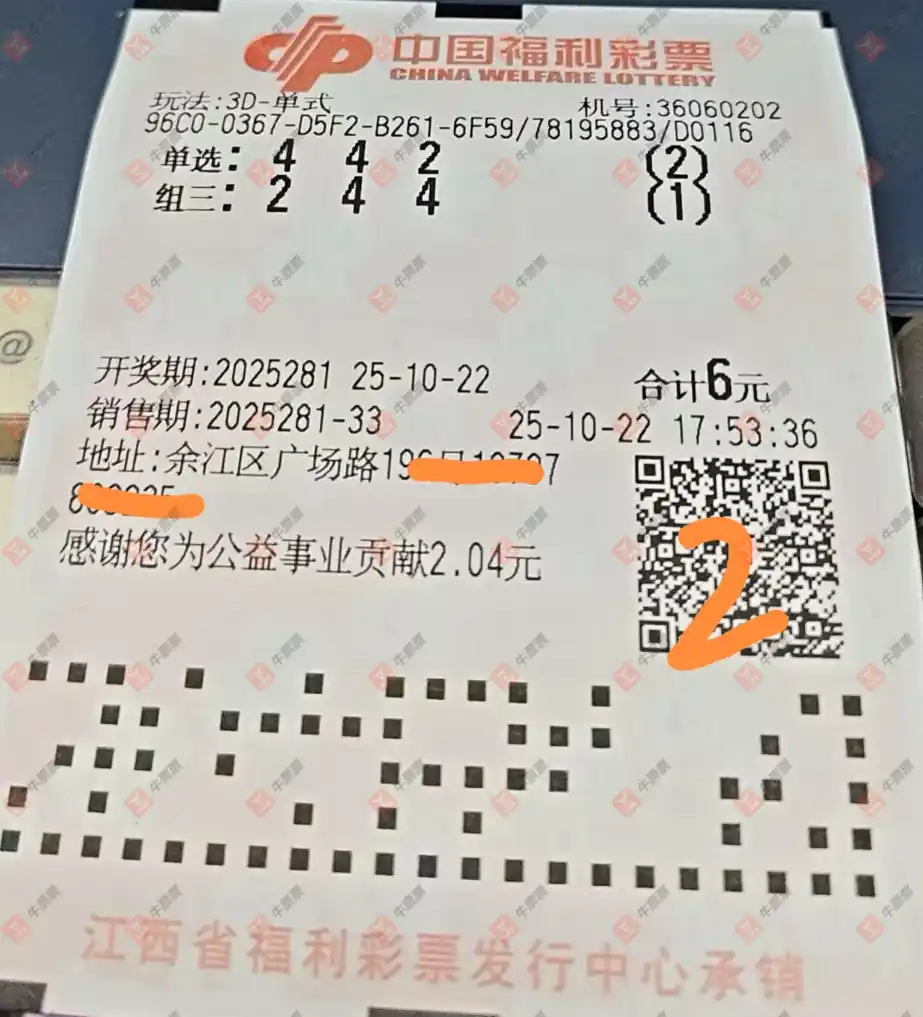 中国福利彩票
CHINA WELFARE LOTTERY
玩法:3D-单式 机号:36060202
96C0-0367-D5F2-B261-6F59/78195883/D0116
单选: 4 4 2 (2)
组三: 2 4 4 (1)
开奖期:2025281 25-10-22 合计6元
销售期:2025281-33 25-10-22 17:53:36
地址:余江区广场路19
感谢您为公益事业贡献2.04元
2
江西省福利彩票发行中心承销
@
牛票票